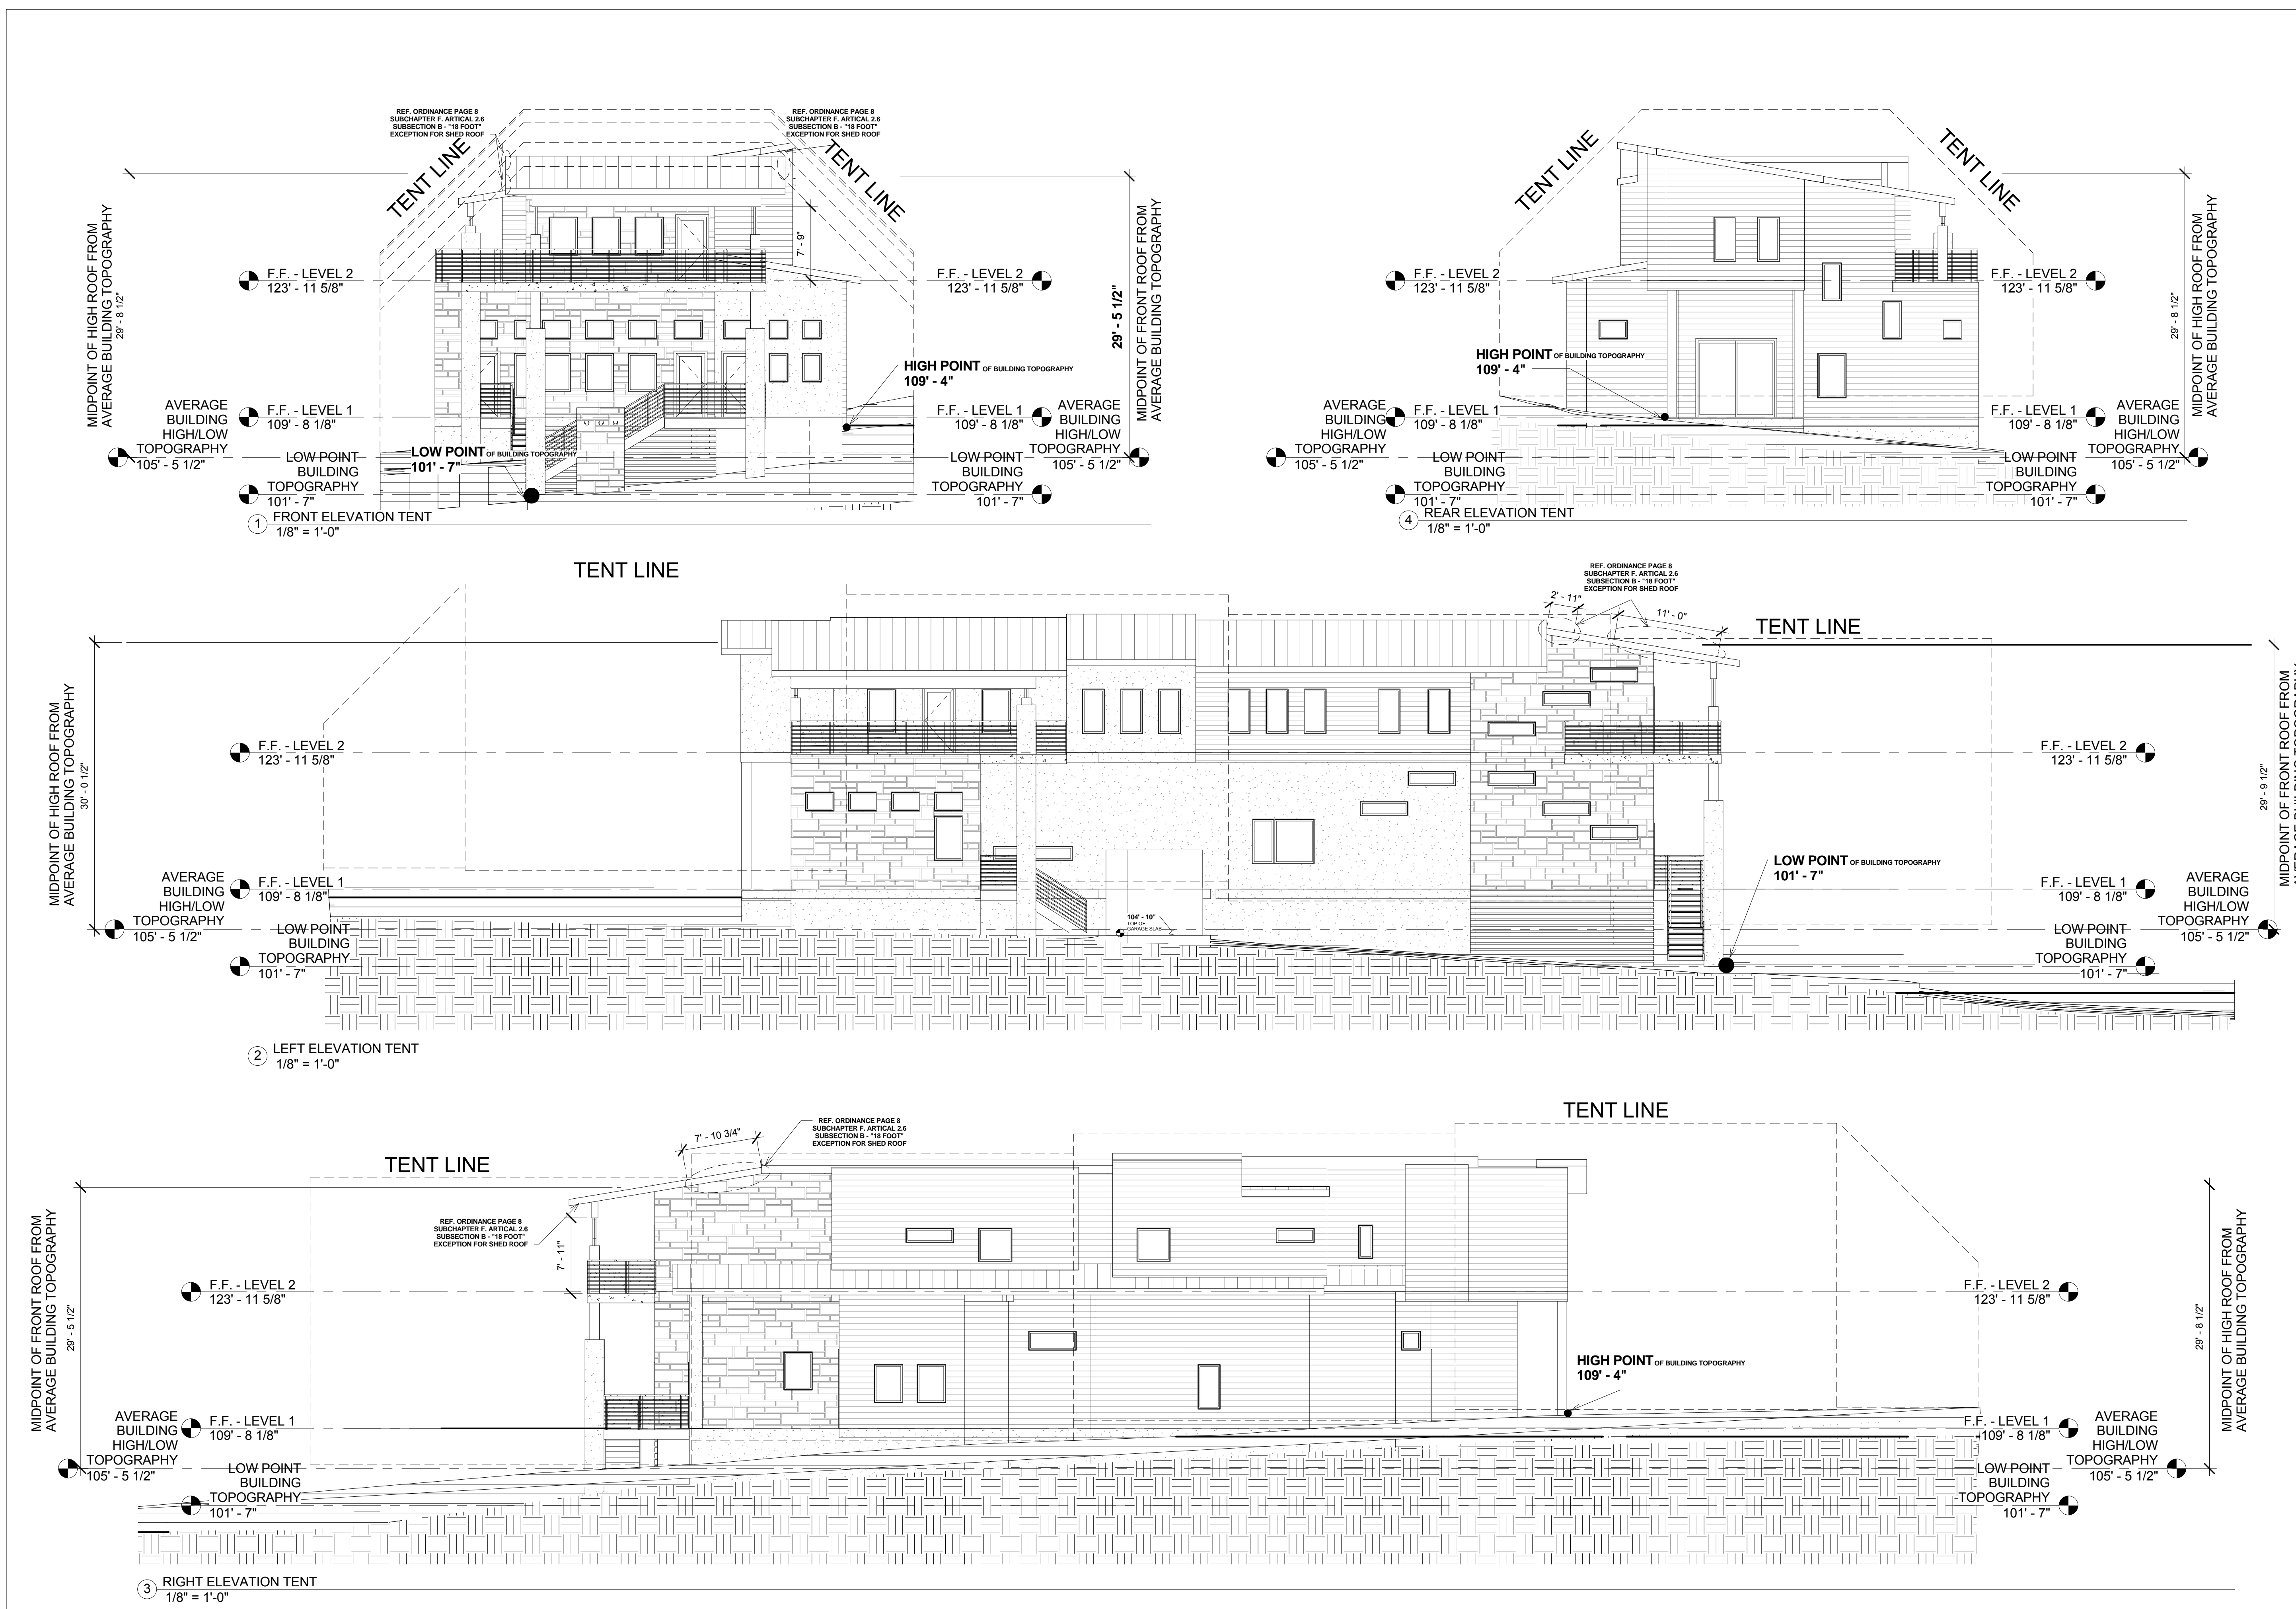 REF. ORDINANCE PAGE 8
SUBCHAPTER F. ARTICAL 2.6
SUBSECTION B - "18 FOOT"
EXCEPTION FOR SHED ROOF
REF. ORDINANCE PAGE 8
SUBCHAPTER F. ARTICAL 2.6
SUBSECTION B - "18 FOOT"
EXCEPTION FOR SHED ROOF
TENT LINE
TENT LINE
MIDPOINT OF HIGH ROOF FROM
AVERAGE BUILDING TOPOGRAPHY
29' - 8 1/2"
7' - 9"
29' - 5 1/2"
MIDPOINT OF FRONT ROOF FROM
AVERAGE BUILDING TOPOGRAPHY
F.F. - LEVEL 2
123' - 11 5/8"
F.F. - LEVEL 2
123' - 11 5/8"
HIGH POINT OF BUILDING TOPOGRAPHY
109' - 4"
AVERAGE
BUILDING
HIGH/LOW
TOPOGRAPHY
105' - 5 1/2"
F.F. - LEVEL 1
109' - 8 1/8"
LOW POINT
BUILDING
TOPOGRAPHY
101' - 7"
LOW POINT OF BUILDING TOPOGRAPHY
101' - 7"
F.F. - LEVEL 1
109' - 8 1/8"
AVERAGE
BUILDING
HIGH/LOW
TOPOGRAPHY
105' - 5 1/2"
LOW POINT
BUILDING
TOPOGRAPHY
101' - 7"
1 FRONT ELEVATION TENT
1/8" = 1'-0"
TENT LINE
TENT LINE
F.F. - LEVEL 2
123' - 11 5/8"
F.F. - LEVEL 2
123' - 11 5/8"
29' - 8 1/2"
MIDPOINT OF HIGH ROOF FROM
AVERAGE BUILDING TOPOGRAPHY
HIGH POINT OF BUILDING TOPOGRAPHY
109' - 4"
AVERAGE
BUILDING
HIGH/LOW
TOPOGRAPHY
105' - 5 1/2"
F.F. - LEVEL 1
109' - 8 1/8"
LOW POINT
BUILDING
TOPOGRAPHY
101' - 7"
F.F. - LEVEL 1
109' - 8 1/8"
AVERAGE
BUILDING
HIGH/LOW
TOPOGRAPHY
105' - 5 1/2"
LOW POINT
BUILDING
TOPOGRAPHY
101' - 7"
4 REAR ELEVATION TENT
1/8" = 1'-0"
TENT LINE
REF. ORDINANCE PAGE 8
SUBCHAPTER F. ARTICAL 2.6
SUBSECTION B - "18 FOOT"
EXCEPTION FOR SHED ROOF
2' - 11"
11' - 0"
TENT LINE
MIDPOINT OF HIGH ROOF FROM
AVERAGE BUILDING TOPOGRAPHY
30' - 0 1/2"
F.F. - LEVEL 2
123' - 11 5/8"
F.F. - LEVEL 2
123' - 11 5/8"
29' - 9 1/2"
MIDPOINT OF FRONT ROOF FROM
AVERAGE
BUILDING
HIGH/LOW
TOPOGRAPHY
105' - 5 1/2"
F.F. - LEVEL 1
109' - 8 1/8"
LOW POINT
BUILDING
TOPOGRAPHY
101' - 7"
104' - 10"
TOP OF
GARAGE SLAB
LOW POINT OF BUILDING TOPOGRAPHY
101' - 7"
F.F. - LEVEL 1
109' - 8 1/8"
AVERAGE
BUILDING
HIGH/LOW
TOPOGRAPHY
105' - 5 1/2"
LOW POINT
BUILDING
TOPOGRAPHY
101' - 7"
2 LEFT ELEVATION TENT
1/8" = 1'-0"
TENT LINE
7' - 10 3/4"
REF. ORDINANCE PAGE 8
SUBCHAPTER F. ARTICAL 2.6
SUBSECTION B - "18 FOOT"
EXCEPTION FOR SHED ROOF
TENT LINE
REF. ORDINANCE PAGE 8
SUBCHAPTER F. ARTICAL 2.6
SUBSECTION B - "18 FOOT"
EXCEPTION FOR SHED ROOF
7' - 11"
MIDPOINT OF FRONT ROOF FROM
AVERAGE BUILDING TOPOGRAPHY
29' - 5 1/2"
F.F. - LEVEL 2
123' - 11 5/8"
F.F. - LEVEL 2
123' - 11 5/8"
29' - 8 1/2"
MIDPOINT OF HIGH ROOF FROM
AVERAGE BUILDING TOPOGRAPHY
HIGH POINT OF BUILDING TOPOGRAPHY
109' - 4"
AVERAGE
BUILDING
HIGH/LOW
TOPOGRAPHY
105' - 5 1/2"
F.F. - LEVEL 1
109' - 8 1/8"
LOW POINT
BUILDING
TOPOGRAPHY
101' - 7"
F.F. - LEVEL 1
109' - 8 1/8"
AVERAGE
BUILDING
HIGH/LOW
TOPOGRAPHY
105' - 5 1/2"
LOW POINT
BUILDING
TOPOGRAPHY
101' - 7"
3 RIGHT ELEVATION TENT
1/8" = 1'-0"